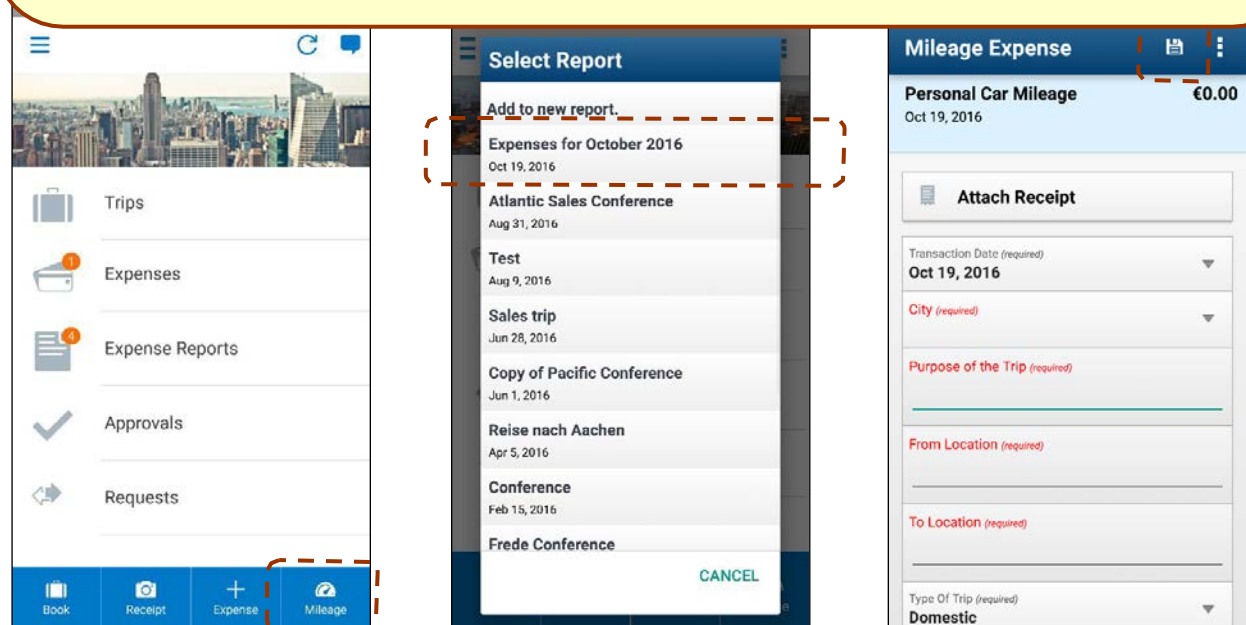 Trips
Expenses
1
Expense Reports
4
Approvals
Requests
Book
Receipt
Expense
Mileage
Select Report
Add to new report.
Expenses for October 2016
Oct 19, 2016
Atlantic Sales Conference
Aug 31, 2016
Test
Aug 9, 2016
Sales trip
Jun 28, 2016
Copy of Pacific Conference
Jun 1, 2016
Reise nach Aachen
Apr 5, 2016
Conference
Feb 15, 2016
Frede Conference
CANCEL
e
Mileage Expense
Personal Car Mileage €0.00
Oct 19, 2016
Attach Receipt
Transaction Date (required)
Oct 19, 2016
City (required)
Purpose of the Trip (required)
From Location (required)
To Location (required)
Type Of Trip (required)
Domestic